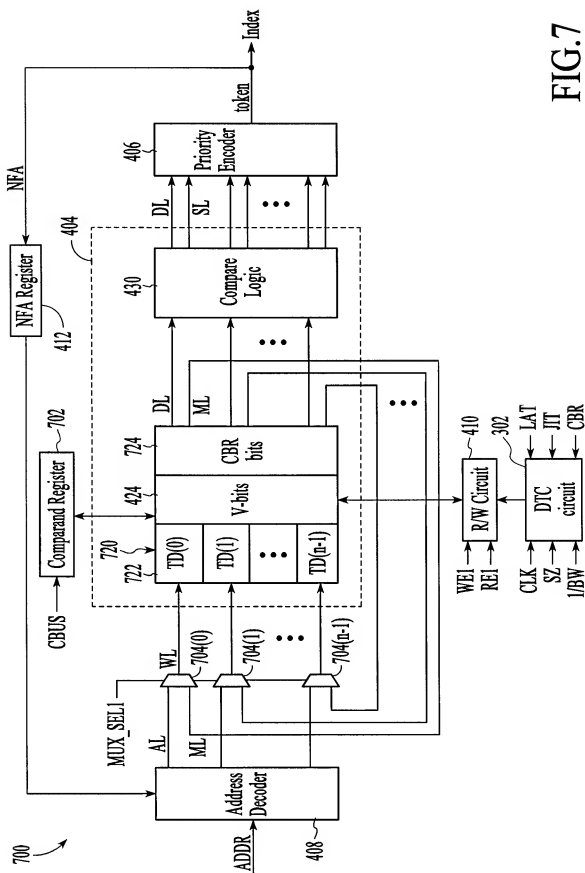 700
NFA
NFA Register
412
404
CBUS
Comparand Register
702
MUX_SEL1
ADDR
Address
Decoder
408
AL
ML
WL
704(0)
704(1)
704(n-1)
720
722
TD(0)
TD(1)
TD(n-1)
424
V-bits
724
CBR
bits
DL
ML
430
Compare
Logic
DL
SL
406
Priority
Encoder
token
Index
WE1
RE1
R/W Circuit
410
CLK
SZ
1/BW
DTC
circuit
302
LAT
JIT
CBR
FIG.7